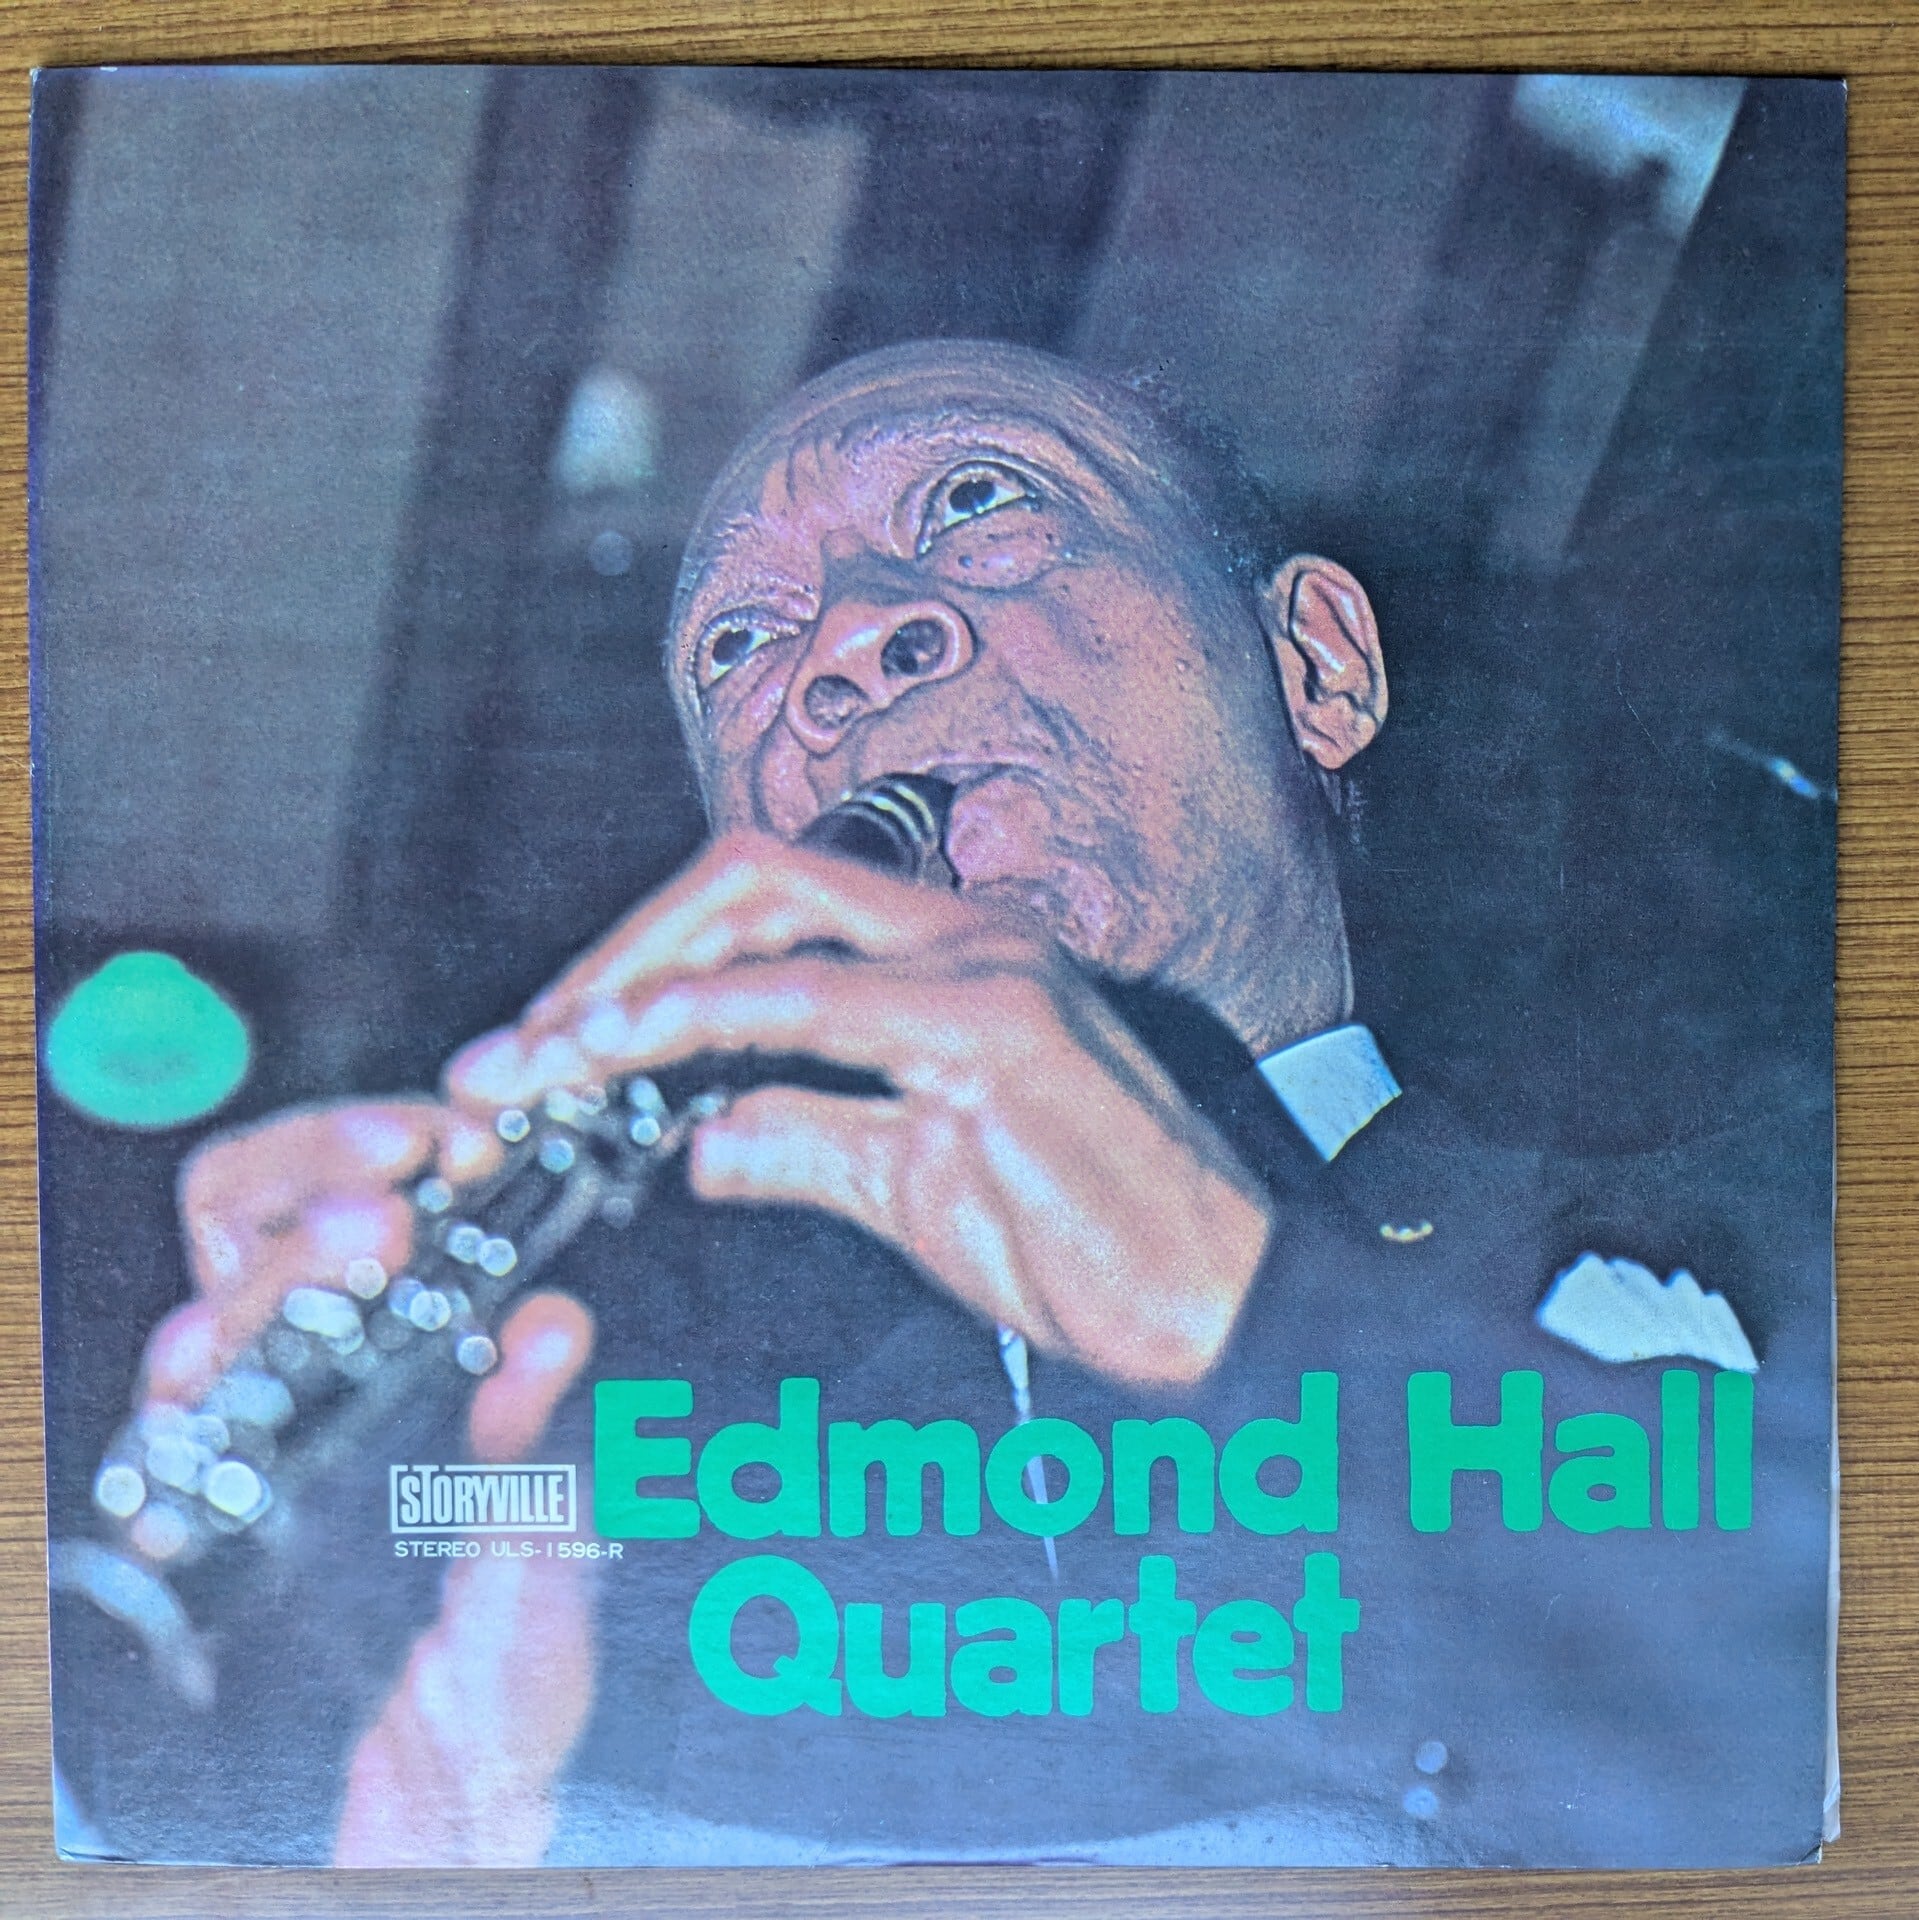 Edmond Hall
Quartet
STORYVILLE
STEREO ULS-1596-R